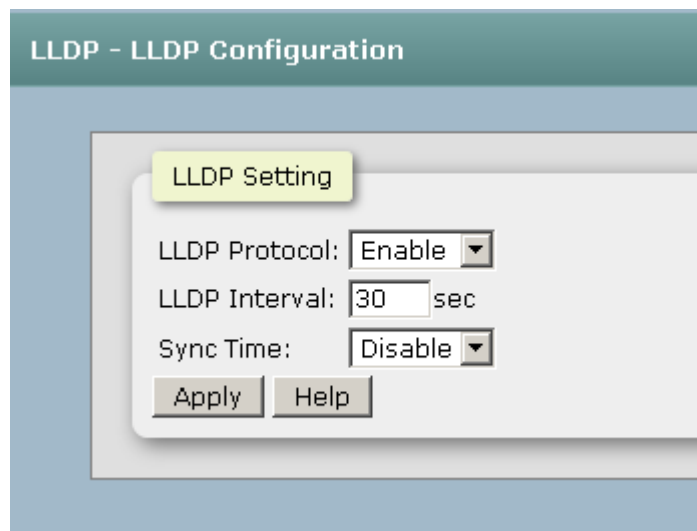 LLDP - LLDP Configuration
LLDP Setting
LLDP Protocol: Enable
LLDP Interval: 30 sec
Sync Time: Disable
Apply Help